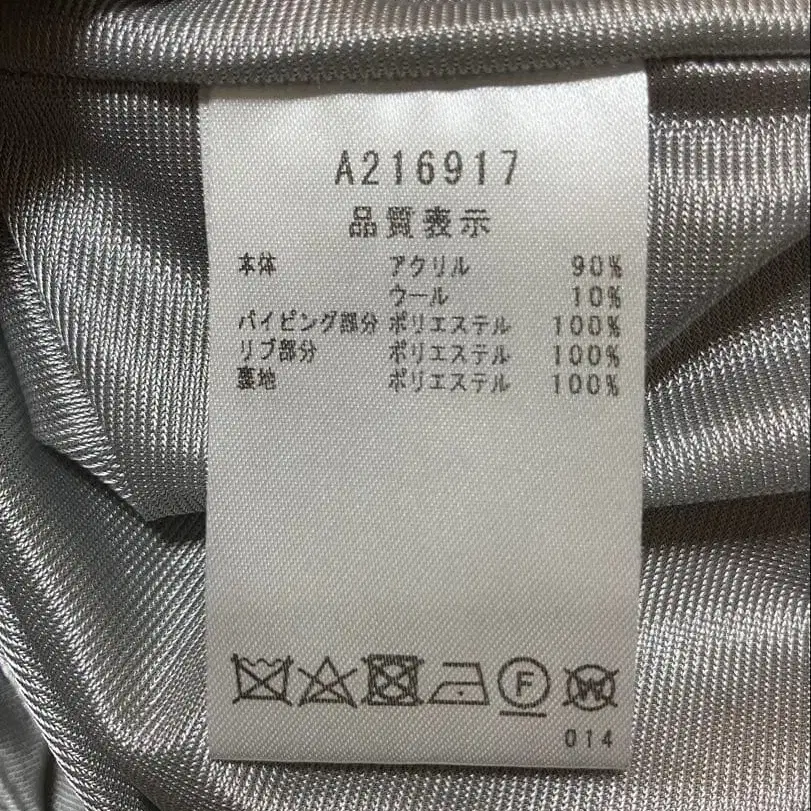 A216917
品質表示
本体 アクリル 90%
ウール 10%
パイピング部分 ポリエステル 100%
リブ部分 ポリエステル 100%
裏地 ポリエステル 100%
F W
014